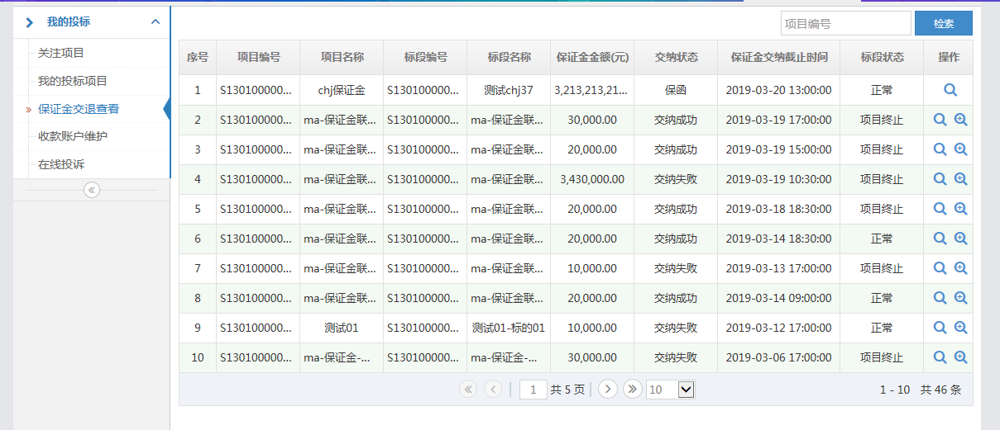 我的投标
关注项目
我的投标项目
» 保证金交退查看
收款账户维护
在线投诉
项目编号 检索
序号 项目编号 项目名称 标段编号 标段名称 保证金金额(元) 交纳状态 保证金交纳截止时间 标段状态 操作
1 S130100000... chj保证金 S130100000... 测试chj37 3,213,213,21... 保函 2019-03-20 13:00:00 正常
2 S130100000... ma-保证金联... S130100000... ma-保证金联... 30,000.00 交纳成功 2019-03-19 17:00:00 项目终止
3 S130100000... ma-保证金联... S130100000... ma-保证金联... 20,000.00 交纳成功 2019-03-19 15:00:00 项目终止
4 S130100000... ma-保证金联... S130100000... ma-保证金联... 3,430,000.00 交纳失败 2019-03-19 10:30:00 项目终止
5 S130100000... ma-保证金联... S130100000... ma-保证金联... 20,000.00 交纳成功 2019-03-18 18:30:00 项目终止
6 S130100000... ma-保证金联... S130100000... ma-保证金联... 20,000.00 交纳成功 2019-03-14 18:30:00 正常
7 S130100000... ma-保证金联... S130100000... ma-保证金联... 10,000.00 交纳失败 2019-03-13 17:00:00 项目终止
8 S130100000... ma-保证金联... S130100000... ma-保证金联... 20,000.00 交纳成功 2019-03-14 09:00:00 正常
9 S130100000... 测试01 S130100000... 测试01-标的01 10,000.00 交纳失败 2019-03-12 17:00:00 正常
10 S130100000... ma-保证金-... S130100000... ma-保证金-... 30,000.00 交纳失败 2019-03-06 17:00:00 项目终止
1 共 5 页 10 1 - 10 共 46 条